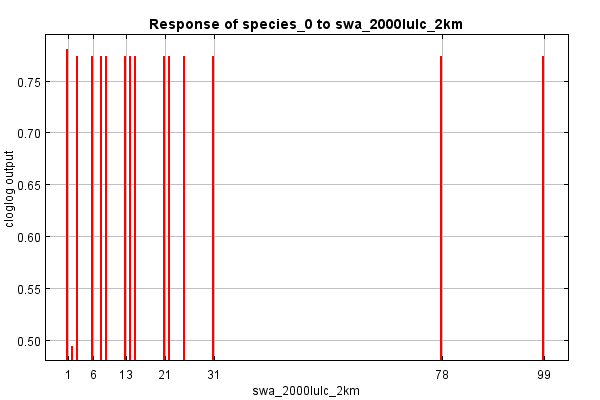 Response of species_0 to swa_2000lulc_2km
cloglog output
0.75
0.70
0.65
0.60
0.55
0.50
1 6 13 21 31 78 99
swa_2000lulc_2km